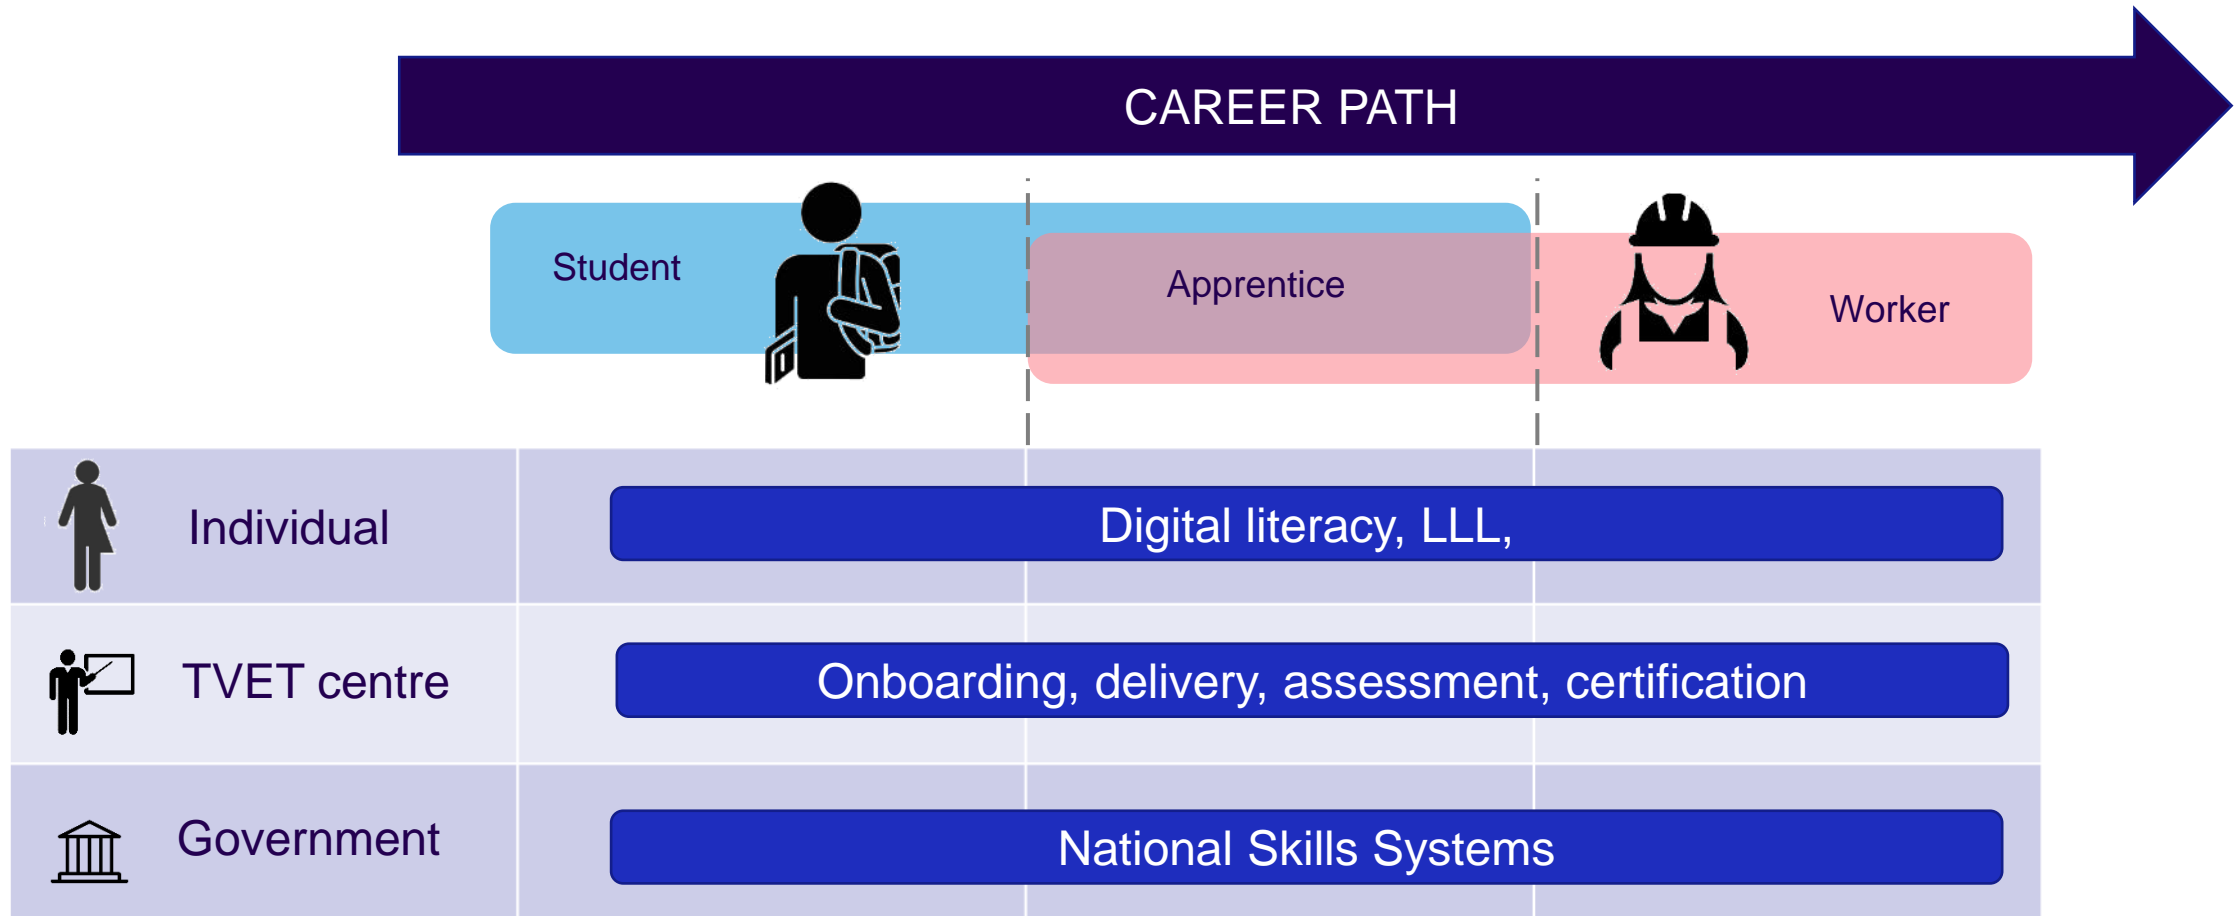 CAREER PATH
Student
Apprentice
Worker
Individual
Digital literacy, LLL,
TVET centre
Onboarding, delivery, assessment, certification
Government
National Skills Systems